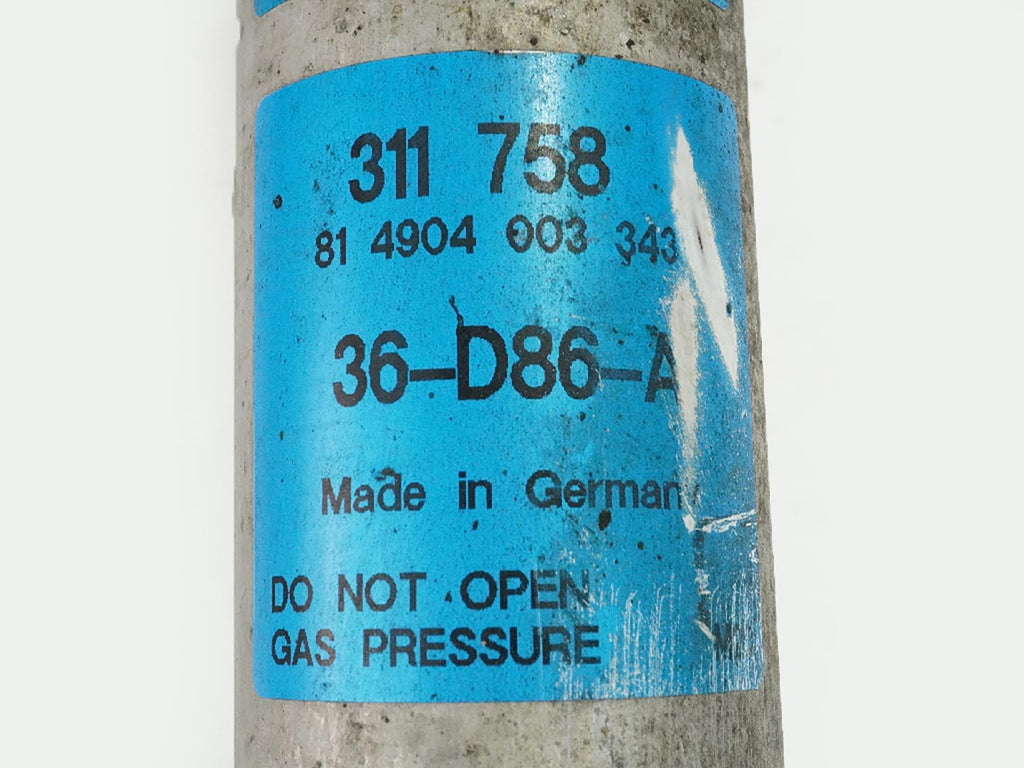 311 758
81 4904 003 343
36-D86-A
Made in German
DO NOT OPEN
GAS PRESSURE